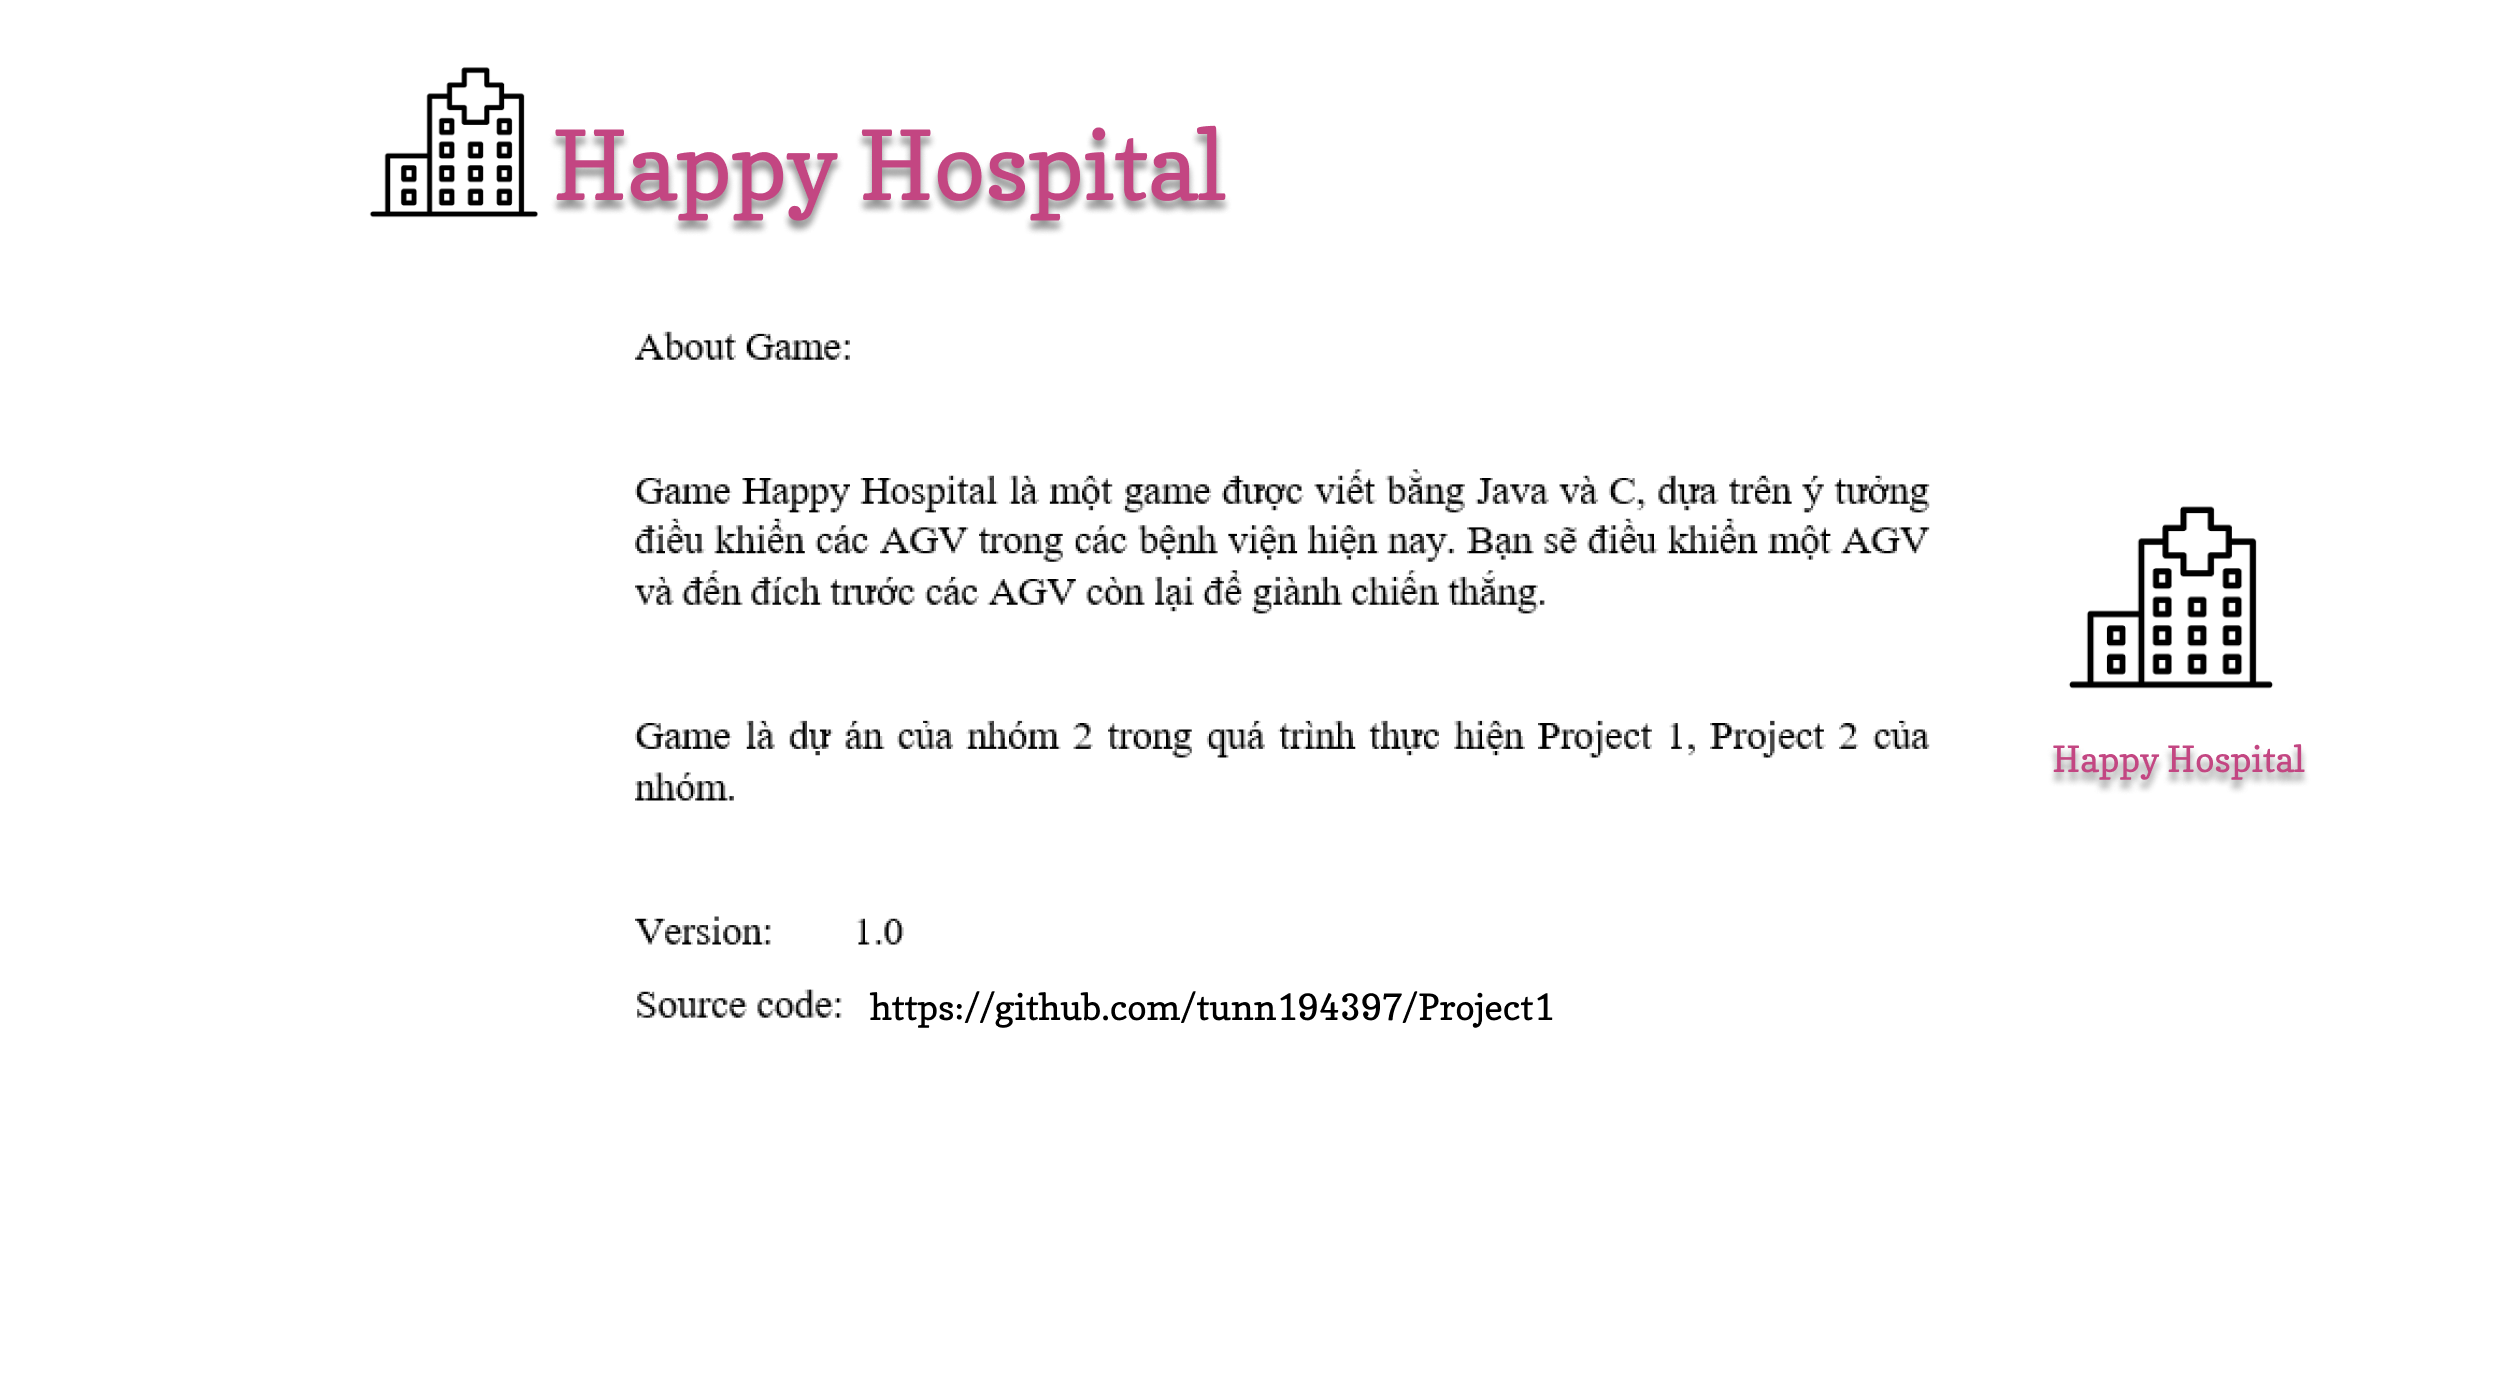 Happy Hospital
About Game:
Game Happy Hospital là một game được viết bằng Java và C, dựa trên ý tưởng
điều khiển các AGV trong các bệnh viện hiện nay. Bạn sẽ điều khiển một AGV
và đến đích trước các AGV còn lại để giành chiến thắng.
Game là dự án của nhóm 2 trong quá trình thực hiện Project 1, Project 2 của
nhóm.
Happy Hospital
Version: 1.0
Source code: https://github.com/tunn194397/Project1